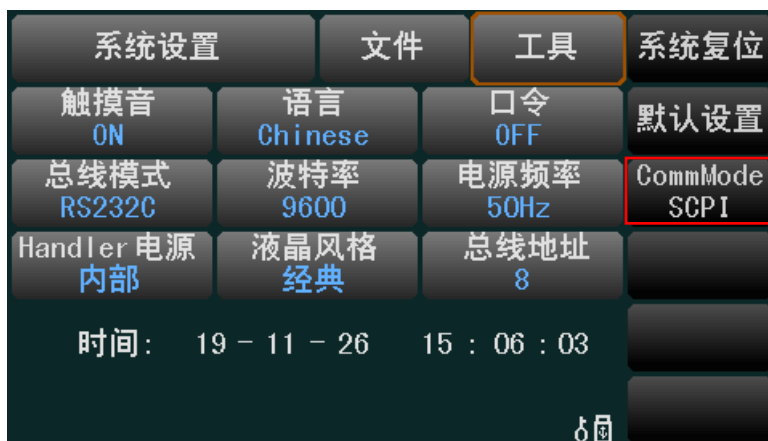 系统设置
文件
工具
系统复位
触摸音
ON
语言
Chinese
口令
OFF
默认设置
总线模式
RS232C
波特率
9600
电源频率
50Hz
CommMode
SCPI
Handler电源
内部
液晶风格
经典
总线地址
8
时间: 19-11-26 15:06:03